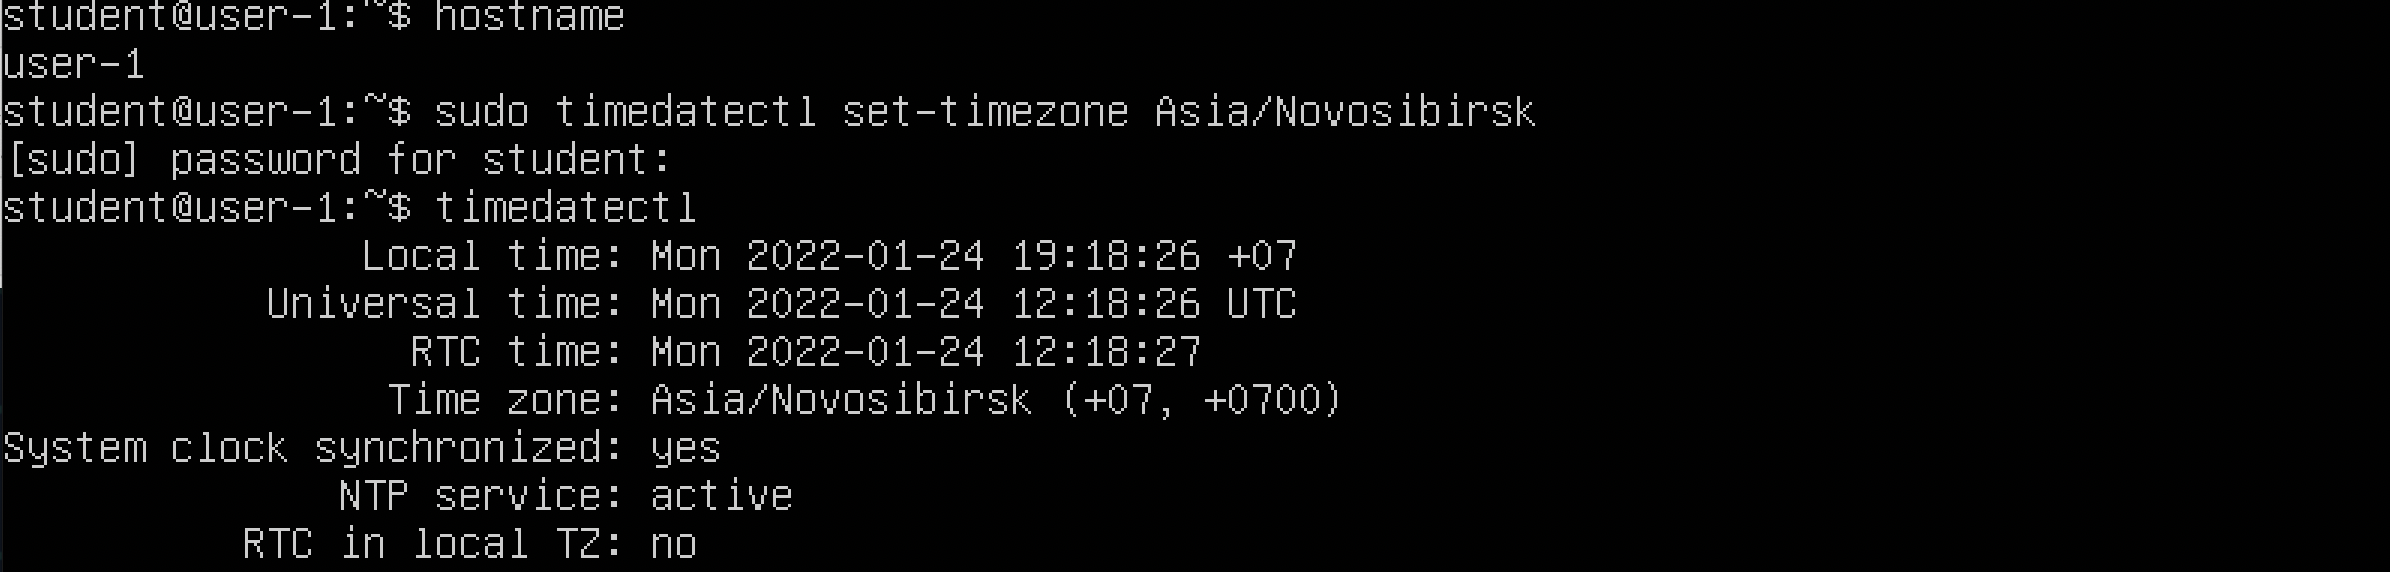 student@user-1:~$ hostname
user-1
student@user-1:~$ sudo timedatectl set-timezone Asia/Novosibirsk
[sudo] password for student:
student@user-1:~$ timedatectl
               Local time: Mon 2022-01-24 19:18:26 +07
           Universal time: Mon 2022-01-24 12:18:26 UTC
                 RTC time: Mon 2022-01-24 12:18:27
                Time zone: Asia/Novosibirsk (+07, +0700)
System clock synchronized: yes
              NTP service: active
          RTC in local TZ: no